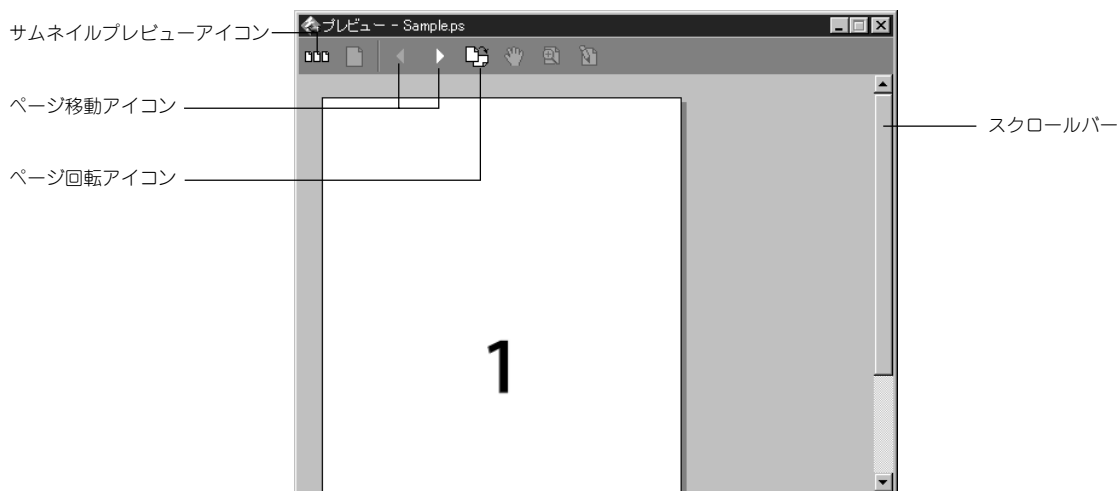 プレビュー - Sample.ps
サムネイルプレビューアイコン
ページ移動アイコン
スクロールバー
ページ回転アイコン
1